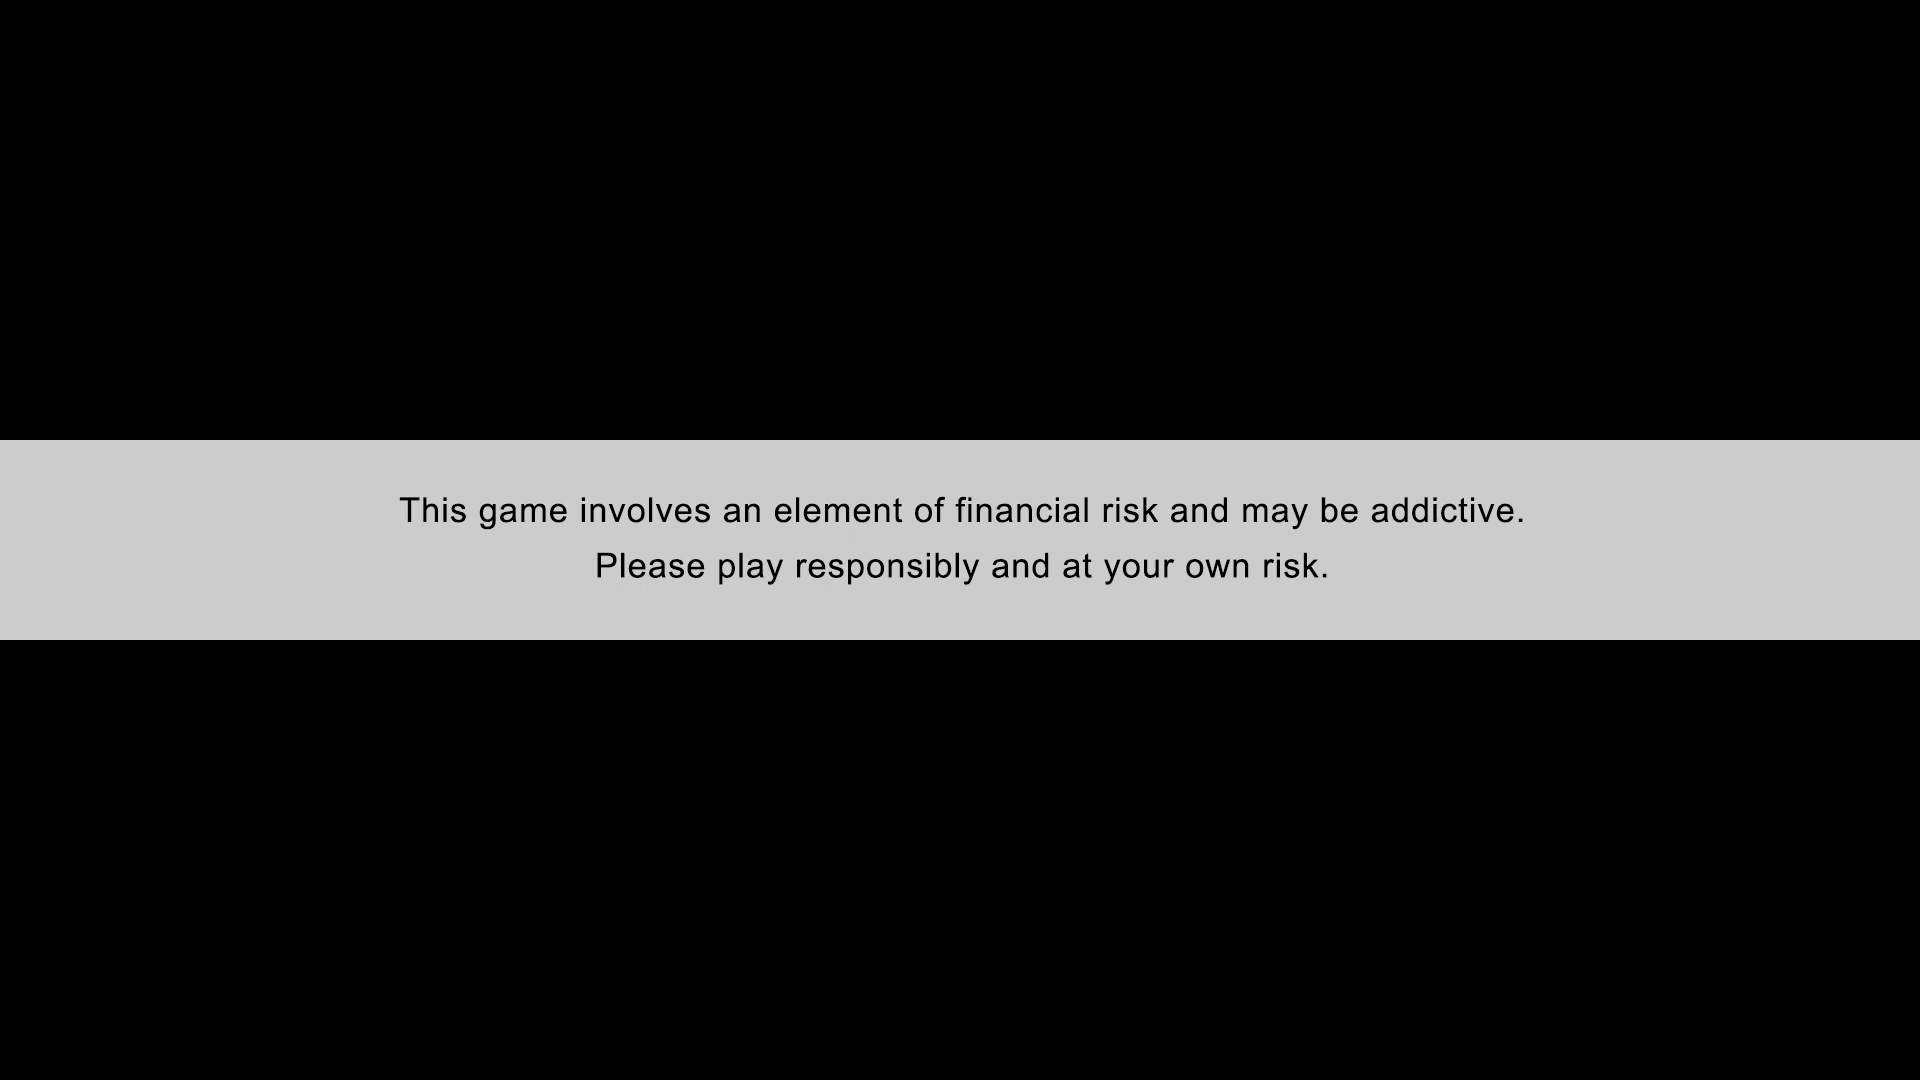 This game involves an element of financial risk and may be addictive.
Please play responsibly and at your own risk.